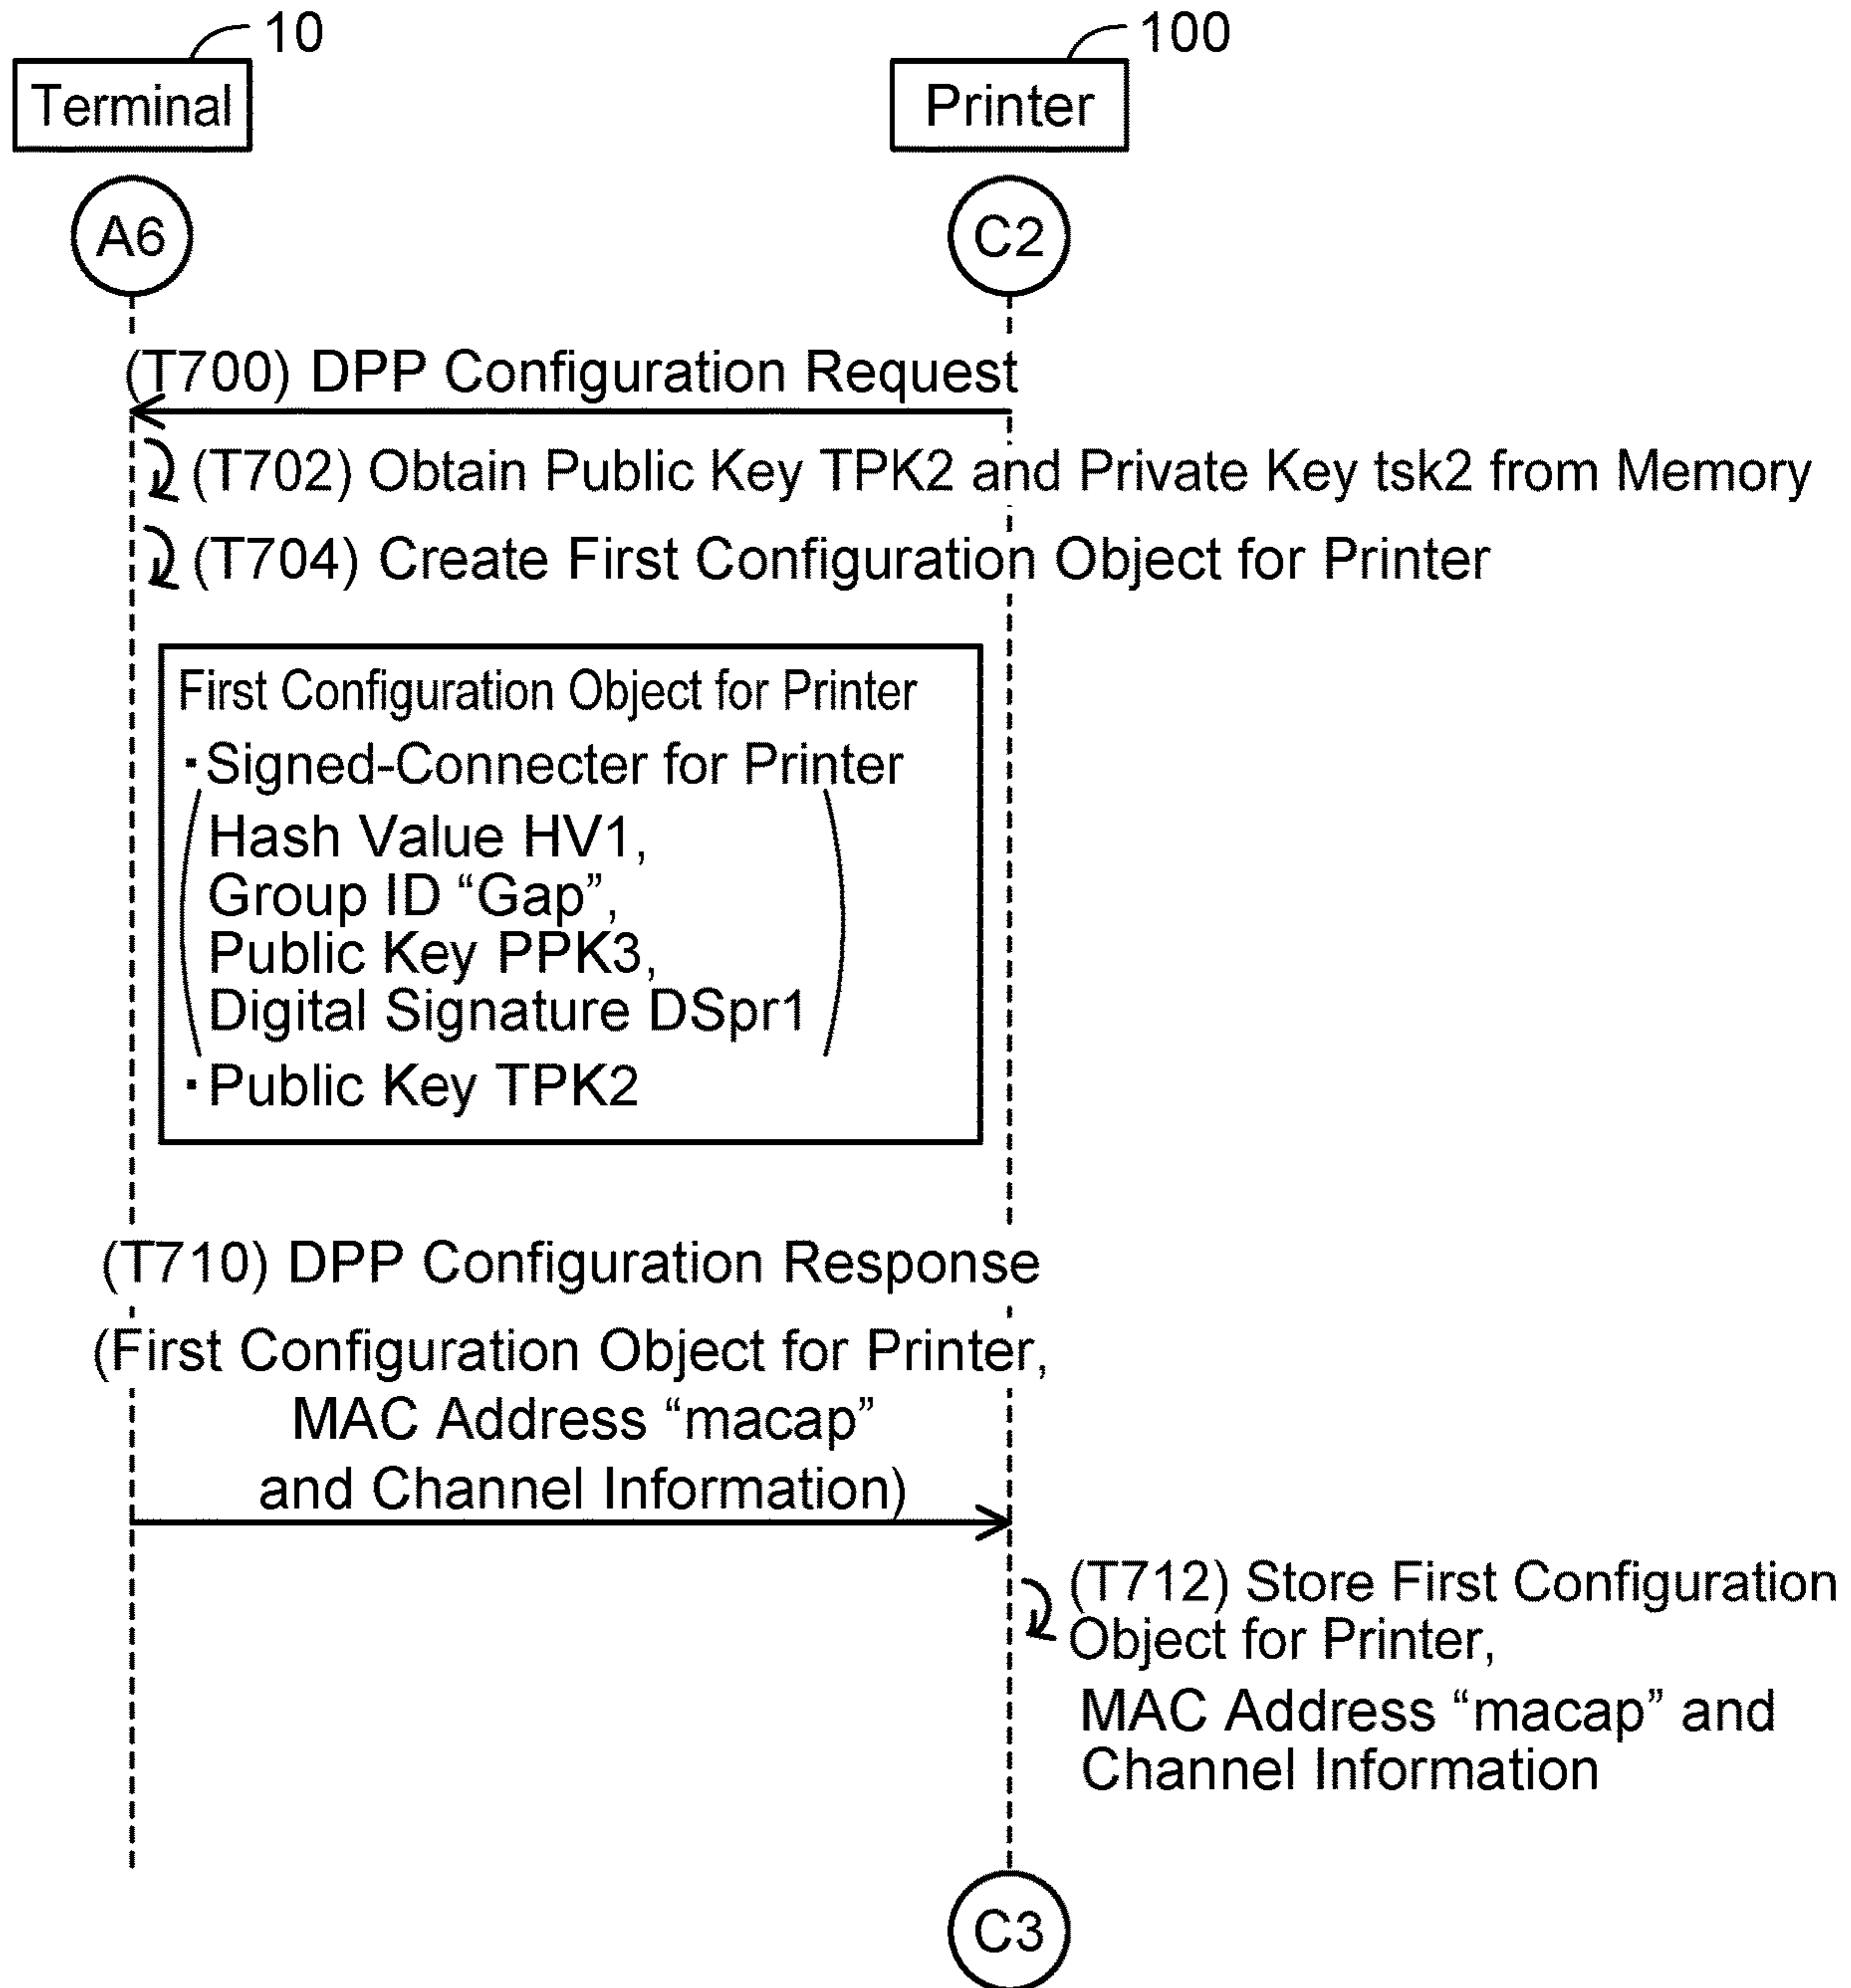 10
100
Terminal
Printer
A6
C2
(T700) DPP Configuration Request
(T702) Obtain Public Key TPK2 and Private Key tsk2 from Memory
(T704) Create First Configuration Object for Printer
First Configuration Object for Printer
・Signed-Connecter for Printer
Hash Value HV1,
Group ID “Gap”,
Public Key PPK3,
Digital Signature DSpr1
・Public Key TPK2
(T710) DPP Configuration Response
(First Configuration Object for Printer,
MAC Address “macap”
and Channel Information)
(T712) Store First Configuration
Object for Printer,
MAC Address “macap” and
Channel Information
C3